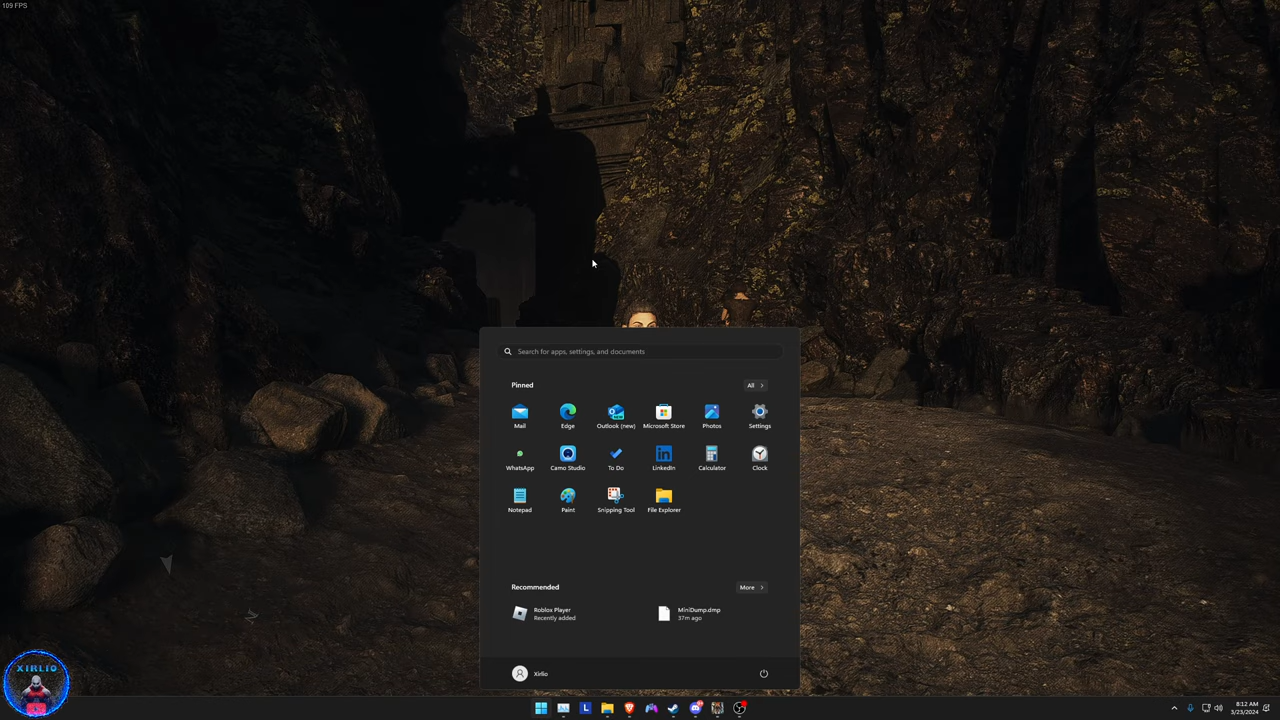 109 FPS
Search for apps, settings, and documents
Pinned
All
Mail
Edge
Outlook (new)
Microsoft Store
Photos
Settings
WhatsApp
Camo Studio
To Do
LinkedIn
Calculator
Clock
Notepad
Paint
Snipping Tool
File Explorer
Recommended
More
Roblox Player
Recently added
MiniDump.dmp
37m ago
Xirlio
XIRLIO
8:12 AM
3/23/2024